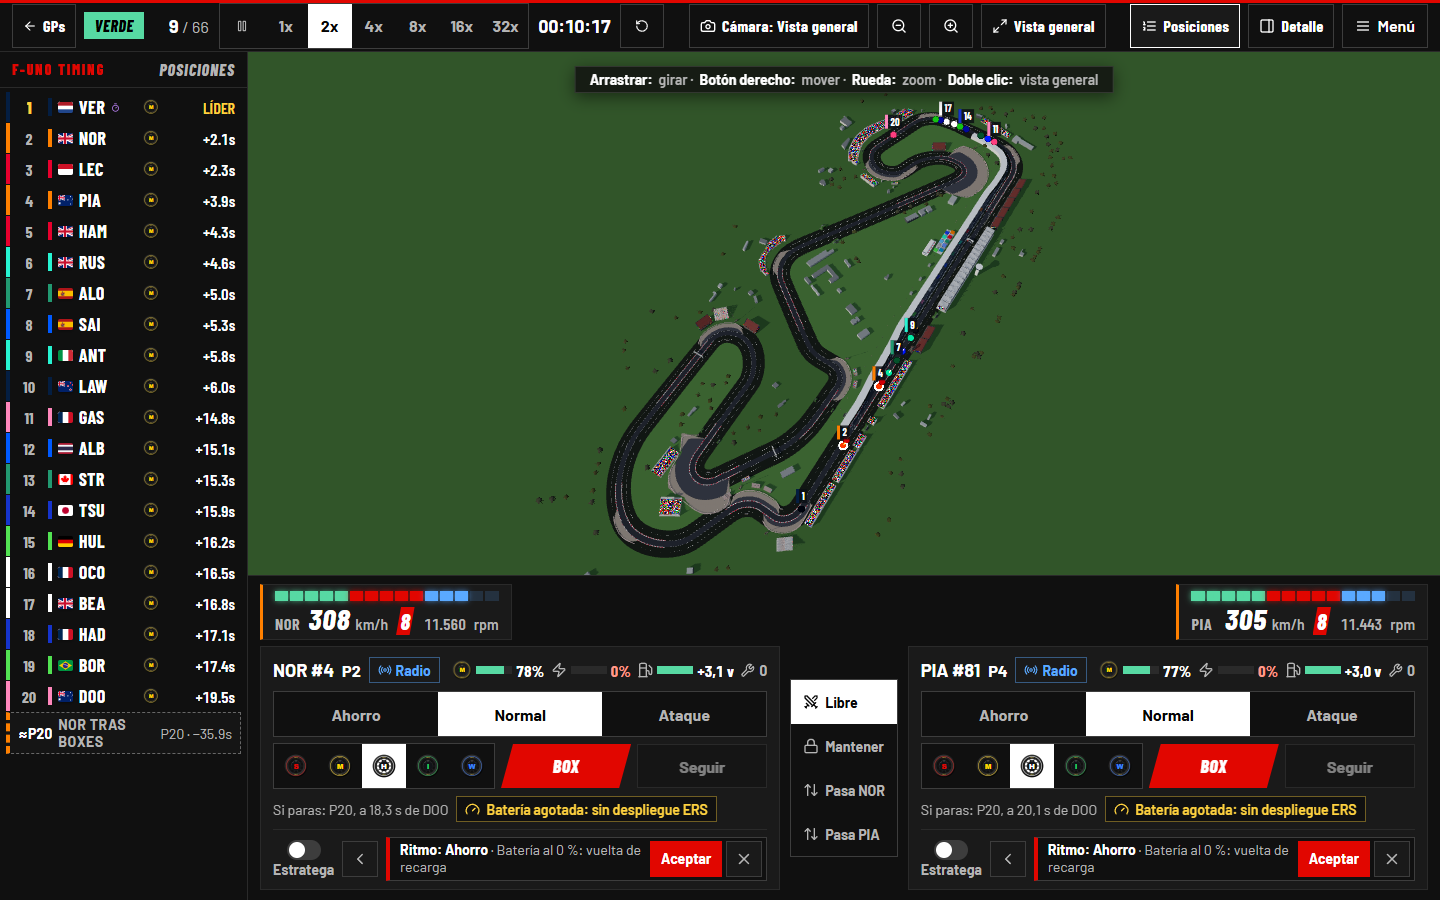 ← GPs
VERDE
9 / 66
1x 2x 4x 8x 16x 32x
00:10:17
Cámara: Vista general
Vista general
Posiciones
Detalle
Menú
F-UNO TIMING
POSICIONES
Arrastrar: girar · Botón derecho: mover · Rueda: zoom · Doble clic: vista general
1 VER M LÍDER
2 NOR M +2.1s
3 LEC M +2.3s
4 PIA M +3.9s
5 HAM M +4.3s
6 RUS M +4.6s
7 ALO M +5.0s
8 SAI M +5.3s
9 ANT M +5.8s
10 LAW M +6.0s
11 GAS M +14.8s
12 ALB M +15.1s
13 STR M +15.3s
14 TSU M +15.9s
15 HUL M +16.2s
16 OCO M +16.5s
17 BEA M +16.8s
18 HAD M +17.1s
19 BOR M +17.4s
20 DOO M +19.5s
≈P20 NOR TRAS BOXES P20 · −35.9s
20
17
14
11
9
7
4
2
1
NOR 308 km/h 8 11.560 rpm
PIA 305 km/h 8 11.443 rpm
NOR #4 P2 Radio M 78% 0% +3,1 v 0
Ahorro Normal Ataque
S M H I W
BOX
Seguir
Si paras: P20, a 18,3 s de DOO
Batería agotada: sin despliegue ERS
Estratega
Ritmo: Ahorro · Batería al 0 %: vuelta de
recarga
Aceptar
Libre
Mantener
Pasa NOR
Pasa PIA
PIA #81 P4 Radio M 77% 0% +3,0 v 0
Ahorro Normal Ataque
S M H I W
BOX
Seguir
Si paras: P20, a 20,1 s de DOO
Batería agotada: sin despliegue ERS
Estratega
Ritmo: Ahorro · Batería al 0 %: vuelta de
recarga
Aceptar